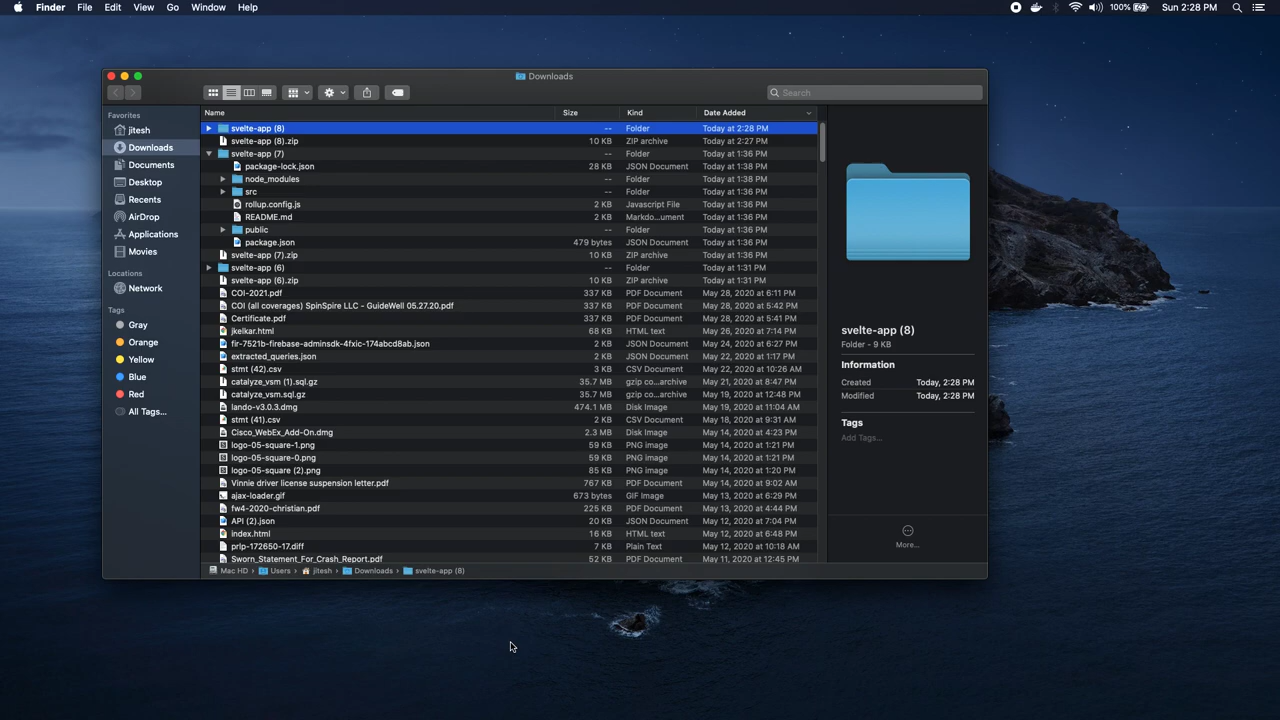 Finder File Edit View Go Window Help 100% Sun 2:28 PM
Downloads
Search
Favorites
jitesh
Downloads
Documents
Desktop
Recents
AirDrop
Applications
Movies
Locations
Network
Tags
Gray
Orange
Yellow
Blue
Red
All Tags...
Name Size Kind Date Added
svelte-app (8) -- Folder Today at 2:28 PM
svelte-app (8).zip 10 KB ZIP archive Today at 2:27 PM
svelte-app (7) -- Folder Today at 1:36 PM
package-lock.json 28 KB JSON Document Today at 1:38 PM
node_modules -- Folder Today at 1:38 PM
src -- Folder Today at 1:36 PM
rollup.config.js 2 KB Javascript File Today at 1:36 PM
README.md 2 KB Markdo...ument Today at 1:36 PM
public -- Folder Today at 1:36 PM
package.json 479 bytes JSON Document Today at 1:36 PM
svelte-app (7).zip 10 KB ZIP archive Today at 1:36 PM
svelte-app (6) -- Folder Today at 1:31 PM
svelte-app (6).zip 10 KB ZIP archive Today at 1:31 PM
COI-2021.pdf 337 KB PDF Document May 28, 2020 at 6:11 PM
COI (all coverages) SpinSpire LLC - GuideWell 05.27.20.pdf 337 KB PDF Document May 28, 2020 at 5:42 PM
Certificate.pdf 337 KB PDF Document May 28, 2020 at 5:41 PM
jkelkar.html 68 KB HTML text May 26, 2020 at 7:14 PM
fir-7521b-firebase-adminsdk-4fxic-174abcd8ab.json 2 KB JSON Document May 24, 2020 at 6:27 PM
extracted_queries.json 2 KB JSON Document May 22, 2020 at 1:17 PM
stmt (42).csv 3 KB CSV Document May 22, 2020 at 10:26 AM
catalyze_vsm (1).sql.gz 35.7 MB gzip co...archive May 21, 2020 at 8:47 PM
catalyze_vsm.sql.gz 35.7 MB gzip co...archive May 19, 2020 at 12:48 PM
lando-v3.0.3.dmg 474.1 MB Disk Image May 19, 2020 at 11:04 AM
stmt (41).csv 2 KB CSV Document May 18, 2020 at 9:31 AM
Cisco_WebEx_Add-On.dmg 2.3 MB Disk Image May 14, 2020 at 4:23 PM
logo-05-square-1.png 59 KB PNG image May 14, 2020 at 1:21 PM
logo-05-square-0.png 59 KB PNG image May 14, 2020 at 1:21 PM
logo-05-square (2).png 85 KB PNG image May 14, 2020 at 1:20 PM
Vinnie driver license suspension letter.pdf 767 KB PDF Document May 14, 2020 at 9:02 AM
ajax-loader.gif 673 bytes GIF Image May 13, 2020 at 6:29 PM
fw4-2020-christian.pdf 225 KB PDF Document May 13, 2020 at 4:44 PM
API (2).json 20 KB JSON Document May 12, 2020 at 7:04 PM
index.html 16 KB HTML text May 12, 2020 at 6:48 PM
prlp-172650-17.diff 7 KB Plain Text May 12, 2020 at 10:18 AM
Sworn_Statement_For_Crash_Report.pdf 52 KB PDF Document May 11, 2020 at 12:45 PM
svelte-app (8)
Folder - 9 KB
Information
Created Today, 2:28 PM
Modified Today, 2:28 PM
Tags
Add Tags...
More...
Mac HD › Users › jitesh › Downloads › svelte-app (8)